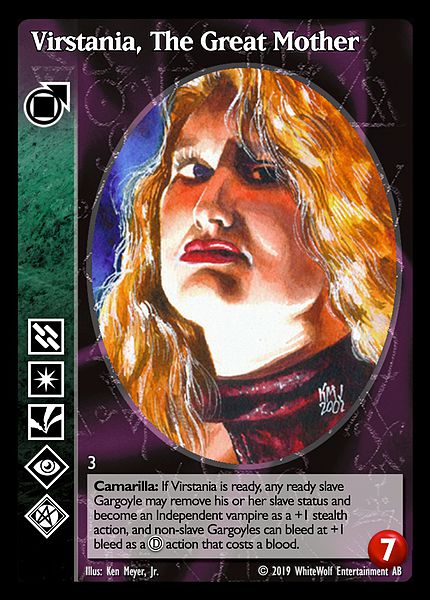 Virstania, The Great Mother
KMJ
2002
3
Camarilla: If Virstania is ready, any ready slave
Gargoyle may remove his or her slave status and
become an Independent vampire as a +1 stealth
action, and non-slave Gargoyles can bleed at +1
bleed as a Ⓓ action that costs a blood.
7
Illus: Ken Meyer, Jr. © 2019 WhiteWolf Entertainment AB